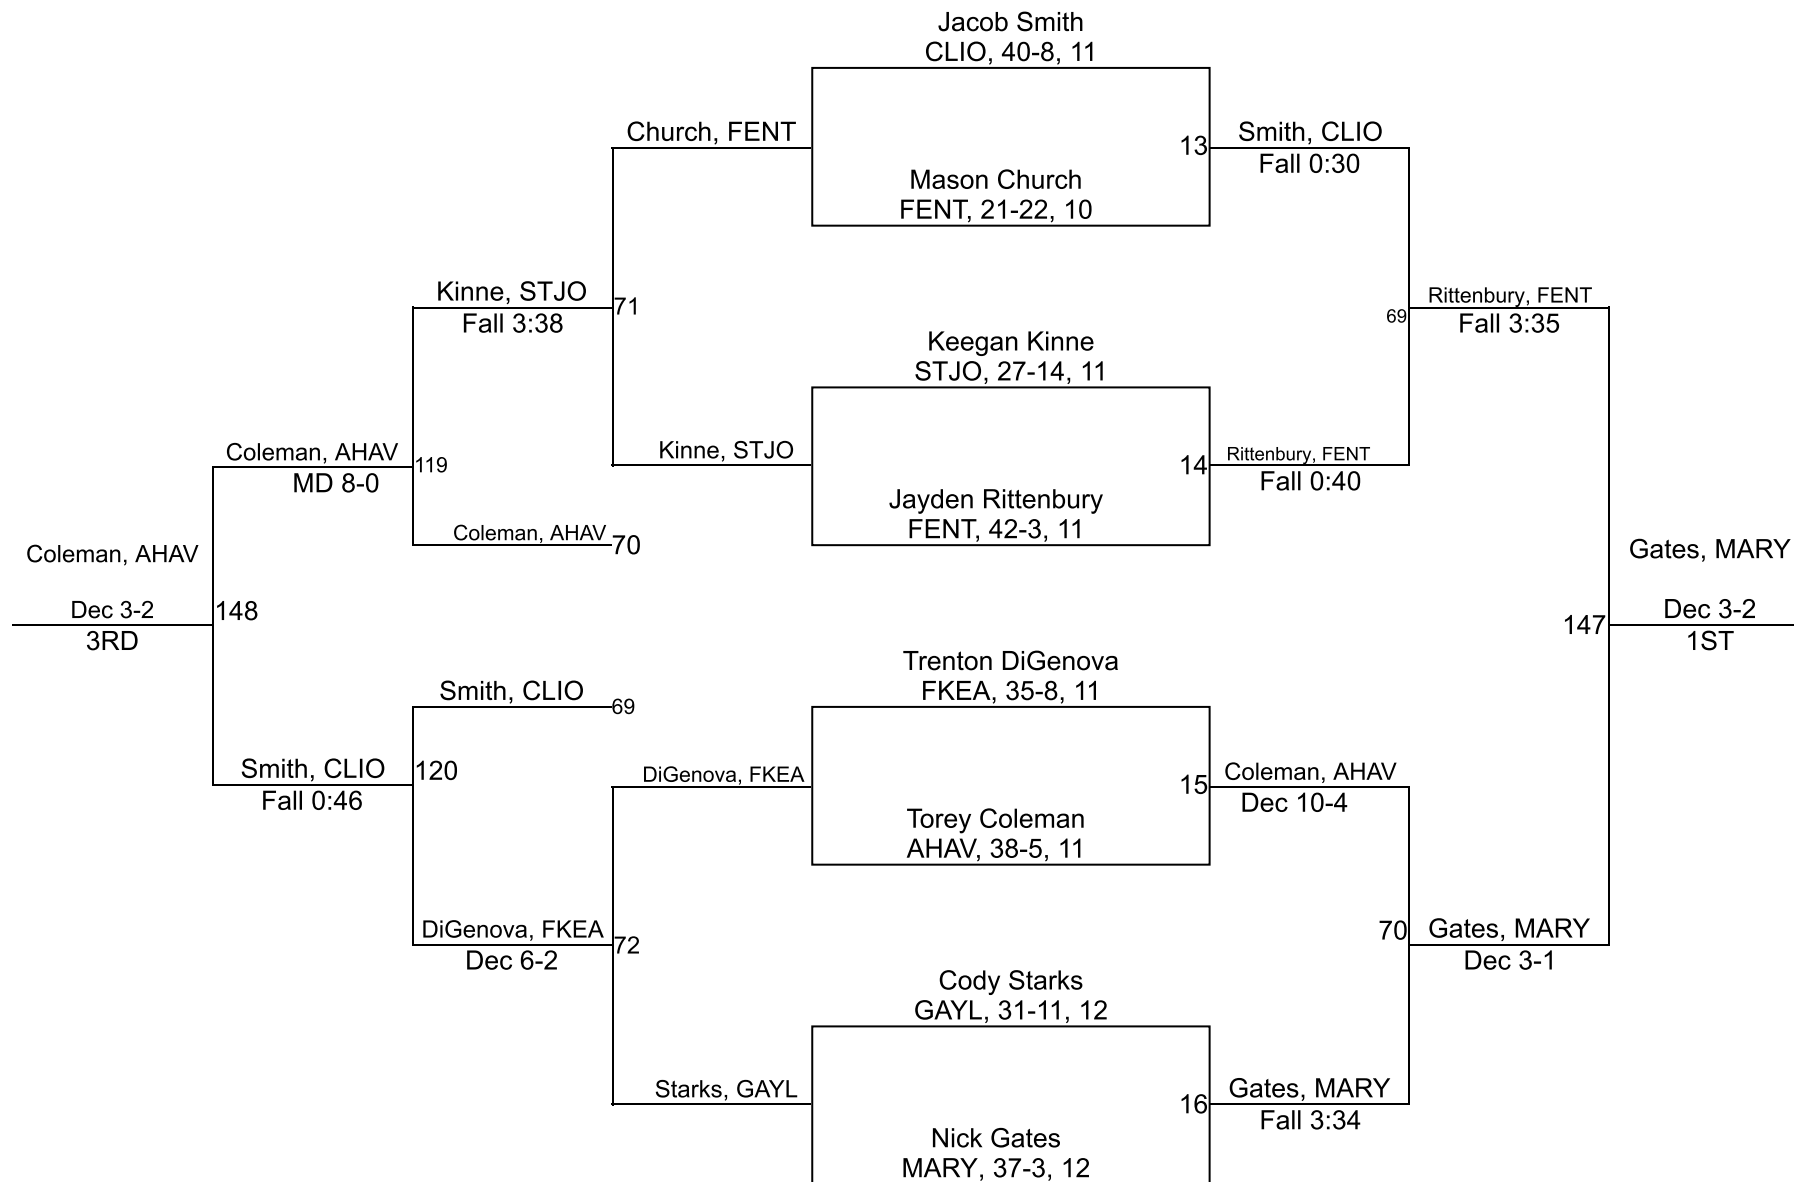 Jacob Smith
CLIO, 40-8, 11
Church, FENT
13
Smith, CLIO
Fall 0:30
Mason Church
FENT, 21-22, 10
Kinne, STJO
Fall 3:38
71
Rittenbury, FENT
Fall 3:35
69
Keegan Kinne
STJO, 27-14, 11
Coleman, AHAV
MD 8-0
119
Kinne, STJO
14
Rittenbury, FENT
Fall 0:40
Jayden Rittenbury
FENT, 42-3, 11
Coleman, AHAV
70
Coleman, AHAV
Dec 3-2
3RD
148
Gates, MARY
147
Dec 3-2
1ST
Trenton DiGenova
FKEA, 35-8, 11
Smith, CLIO
69
Smith, CLIO
Fall 0:46
120
DiGenova, FKEA
15
Coleman, AHAV
Dec 10-4
Torey Coleman
AHAV, 38-5, 11
DiGenova, FKEA
Dec 6-2
72
70
Gates, MARY
Dec 3-1
Cody Starks
GAYL, 31-11, 12
Starks, GAYL
16
Gates, MARY
Fall 3:34
Nick Gates
MARY, 37-3, 12